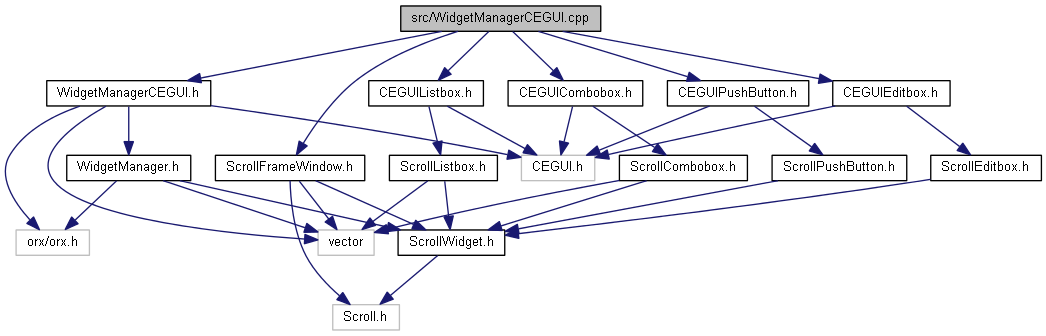 src/WidgetManagerCEGUI.cpp
WidgetManagerCEGUI.h
CEGUIListbox.h
CEGUICombobox.h
CEGUIPushButton.h
CEGUIEditbox.h
WidgetManager.h
ScrollFrameWindow.h
ScrollListbox.h
CEGUI.h
ScrollCombobox.h
ScrollPushButton.h
ScrollEditbox.h
orx/orx.h
vector
ScrollWidget.h
Scroll.h